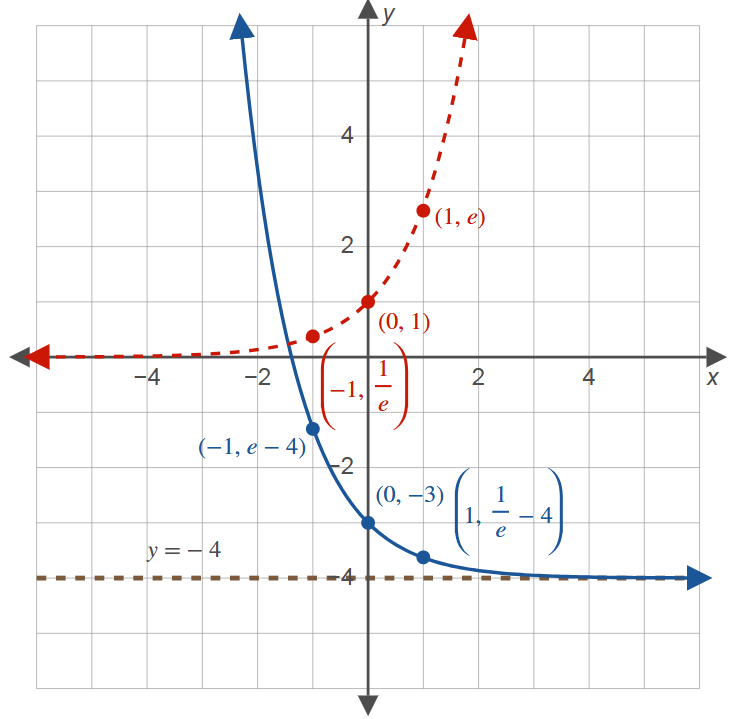 y
4
(1, e)
2
(0, 1)
−4
−2
2
4
x
(−1, 1/e)
(−1, e − 4)
−2
(0, −3)
(1, 1/e − 4)
y = − 4
−4